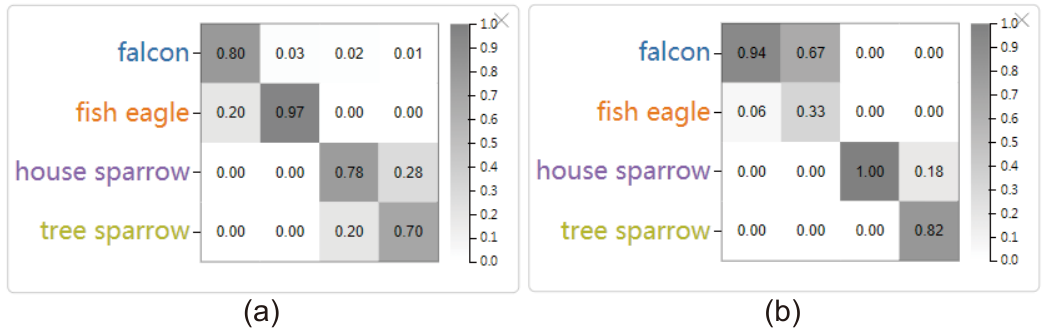 falcon 0.80 0.03 0.02 0.01
fish eagle 0.20 0.97 0.00 0.00
house sparrow 0.00 0.00 0.78 0.28
tree sparrow 0.00 0.00 0.20 0.70
1.0
0.9
0.8
0.7
0.6
0.5
0.4
0.3
0.2
0.1
0.0
(a)
falcon 0.94 0.67 0.00 0.00
fish eagle 0.06 0.33 0.00 0.00
house sparrow 0.00 0.00 1.00 0.18
tree sparrow 0.00 0.00 0.00 0.82
1.0
0.9
0.8
0.7
0.6
0.5
0.4
0.3
0.2
0.1
0.0
(b)